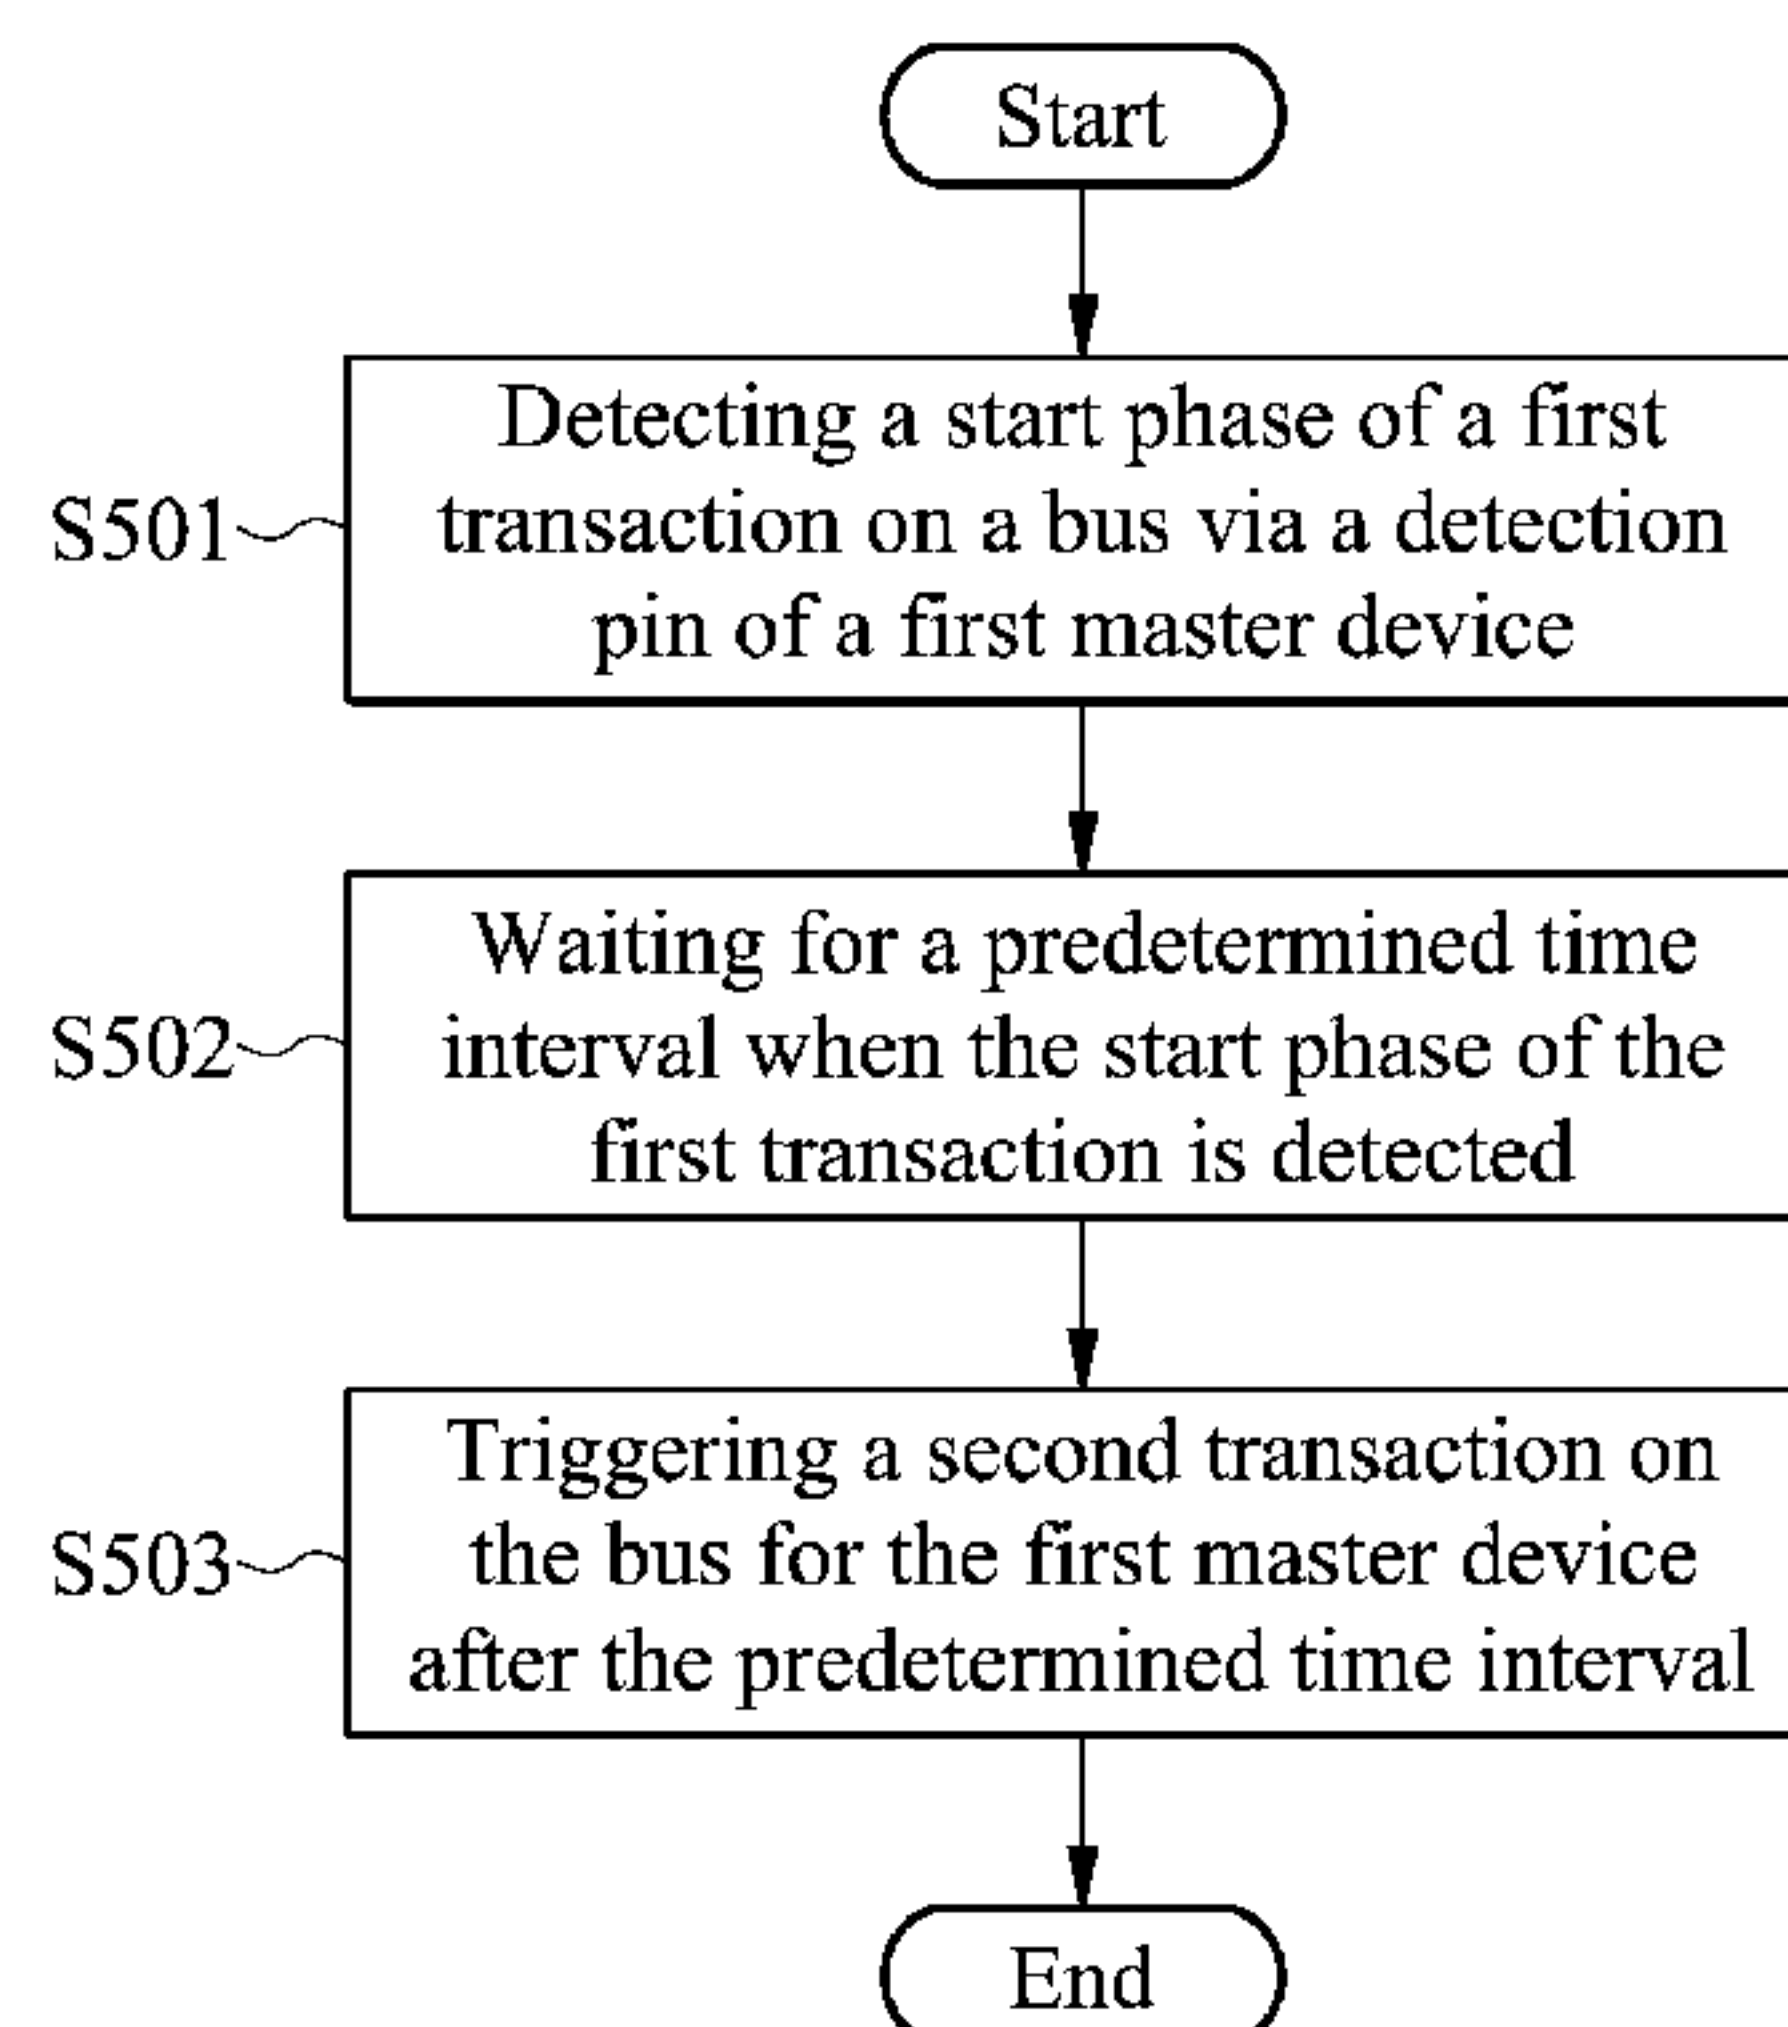 Start
S501
Detecting a start phase of a first
transaction on a bus via a detection
pin of a first master device
S502
Waiting for a predetermined time
interval when the start phase of the
first transaction is detected
S503
Triggering a second transaction on
the bus for the first master device
after the predetermined time interval
End